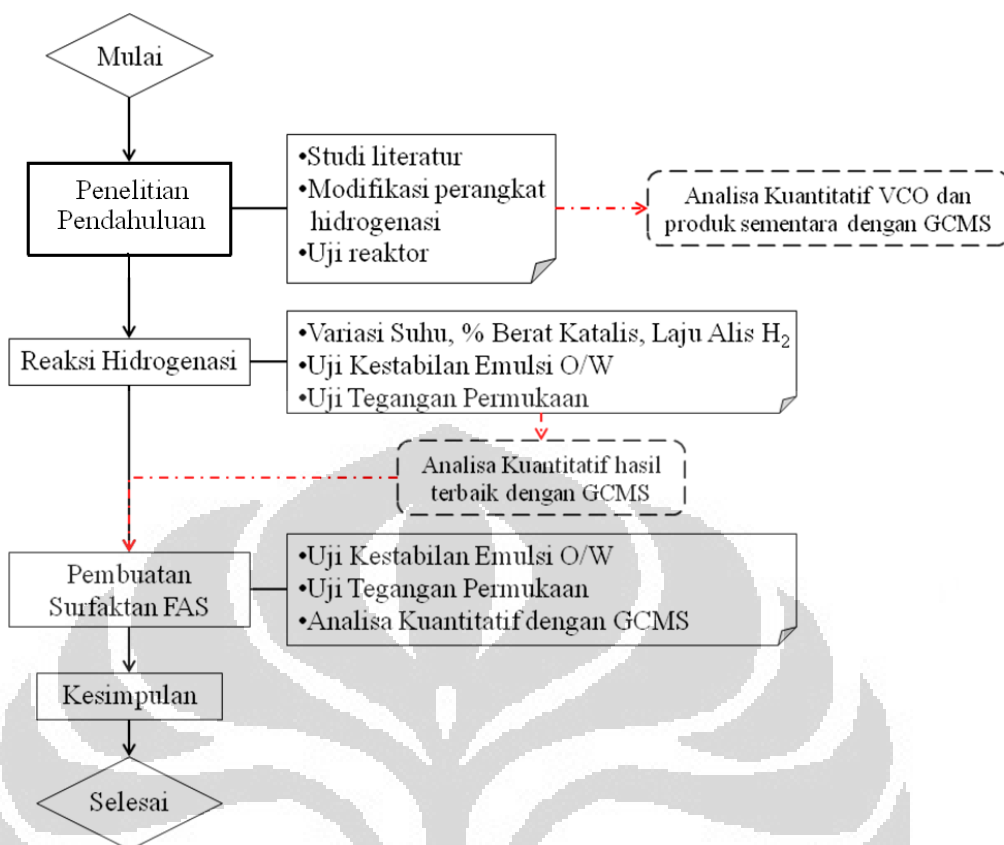 Mulai
Penelitian
Pendahuluan
•Studi literatur
•Modifikasi perangkat
hidrogenasi
•Uji reaktor
Analisa Kuantitatif VCO dan
produk sementara dengan GCMS
Reaksi Hidrogenasi
•Variasi Suhu, % Berat Katalis, Laju Alis H₂
•Uji Kestabilan Emulsi O/W
•Uji Tegangan Permukaan
Analisa Kuantitatif hasil
terbaik dengan GCMS
Pembuatan
Surfaktan FAS
•Uji Kestabilan Emulsi O/W
•Uji Tegangan Permukaan
•Analisa Kuantitatif dengan GCMS
Kesimpulan
Selesai